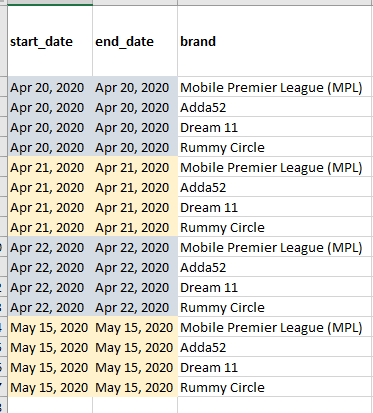 start_date end_date brand
Apr 20, 2020 Apr 20, 2020 Mobile Premier League (MPL)
Apr 20, 2020 Apr 20, 2020 Adda52
Apr 20, 2020 Apr 20, 2020 Dream 11
Apr 20, 2020 Apr 20, 2020 Rummy Circle
Apr 21, 2020 Apr 21, 2020 Mobile Premier League (MPL)
Apr 21, 2020 Apr 21, 2020 Adda52
Apr 21, 2020 Apr 21, 2020 Dream 11
Apr 21, 2020 Apr 21, 2020 Rummy Circle
Apr 22, 2020 Apr 22, 2020 Mobile Premier League (MPL)
Apr 22, 2020 Apr 22, 2020 Adda52
Apr 22, 2020 Apr 22, 2020 Dream 11
Apr 22, 2020 Apr 22, 2020 Rummy Circle
May 15, 2020 May 15, 2020 Mobile Premier League (MPL)
May 15, 2020 May 15, 2020 Adda52
May 15, 2020 May 15, 2020 Dream 11
May 15, 2020 May 15, 2020 Rummy Circle